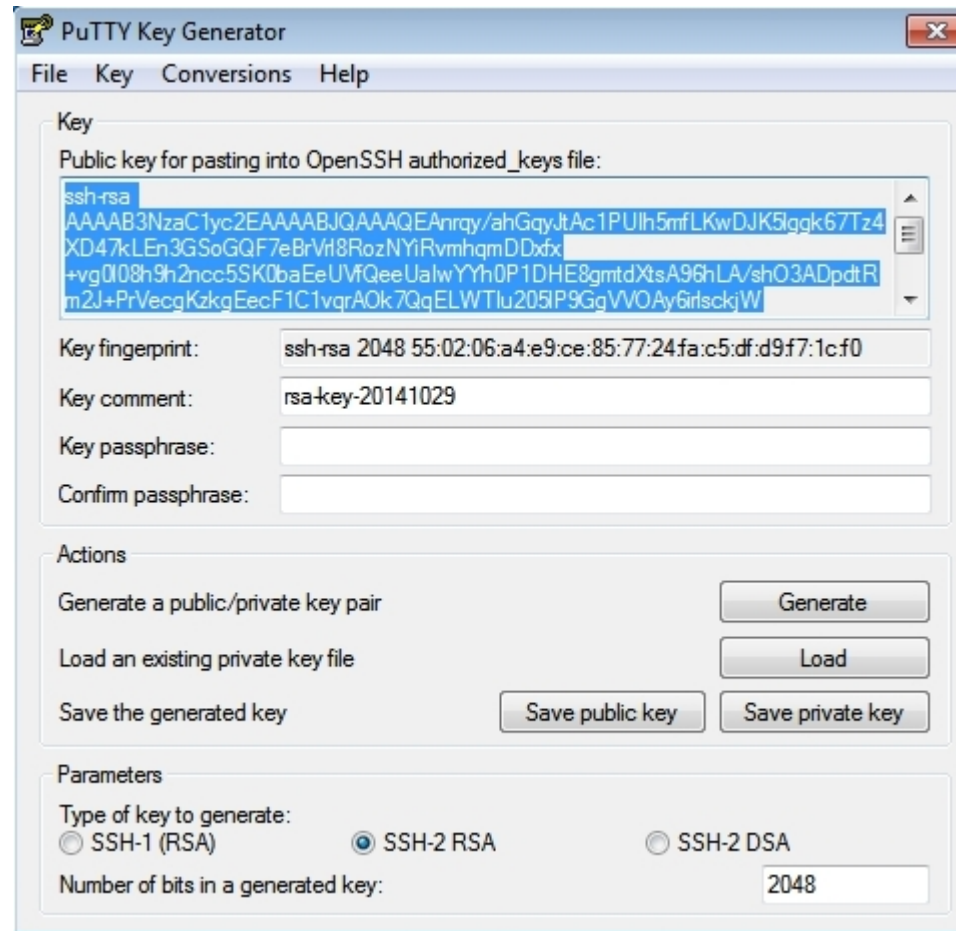 PuTTY Key Generator
File Key Conversions Help
Key
Public key for pasting into OpenSSH authorized_keys file:
ssh-rsa
AAAAB3NzaC1yc2EAAAABJQAAAQEAnrqy/ahGqyJtAc1PUlh5mfLKwDJK5lggk67Tz4
XD47kLEn3GSoGQF7eBrVrl8RozNYiRvmhqmDDxfx
+vg0l08h9h2ncc5SK0baEeUVfQeeUaIwYYh0P1DHE8gmtdXtsA96hLA/shO3ADpdtR
m2J+PrVecgKzkgEecF1C1vqrAOk7QqELWTlu205lP9GgVVOAy6irlsckjW
Key fingerprint: ssh-rsa 2048 55:02:06:a4:e9:ce:85:77:24:fa:c5:df:d9:f7:1c:f0
Key comment: rsa-key-20141029
Key passphrase:
Confirm passphrase:
Actions
Generate a public/private key pair Generate
Load an existing private key file Load
Save the generated key Save public key Save private key
Parameters
Type of key to generate:
SSH-1 (RSA) SSH-2 RSA SSH-2 DSA
Number of bits in a generated key: 2048